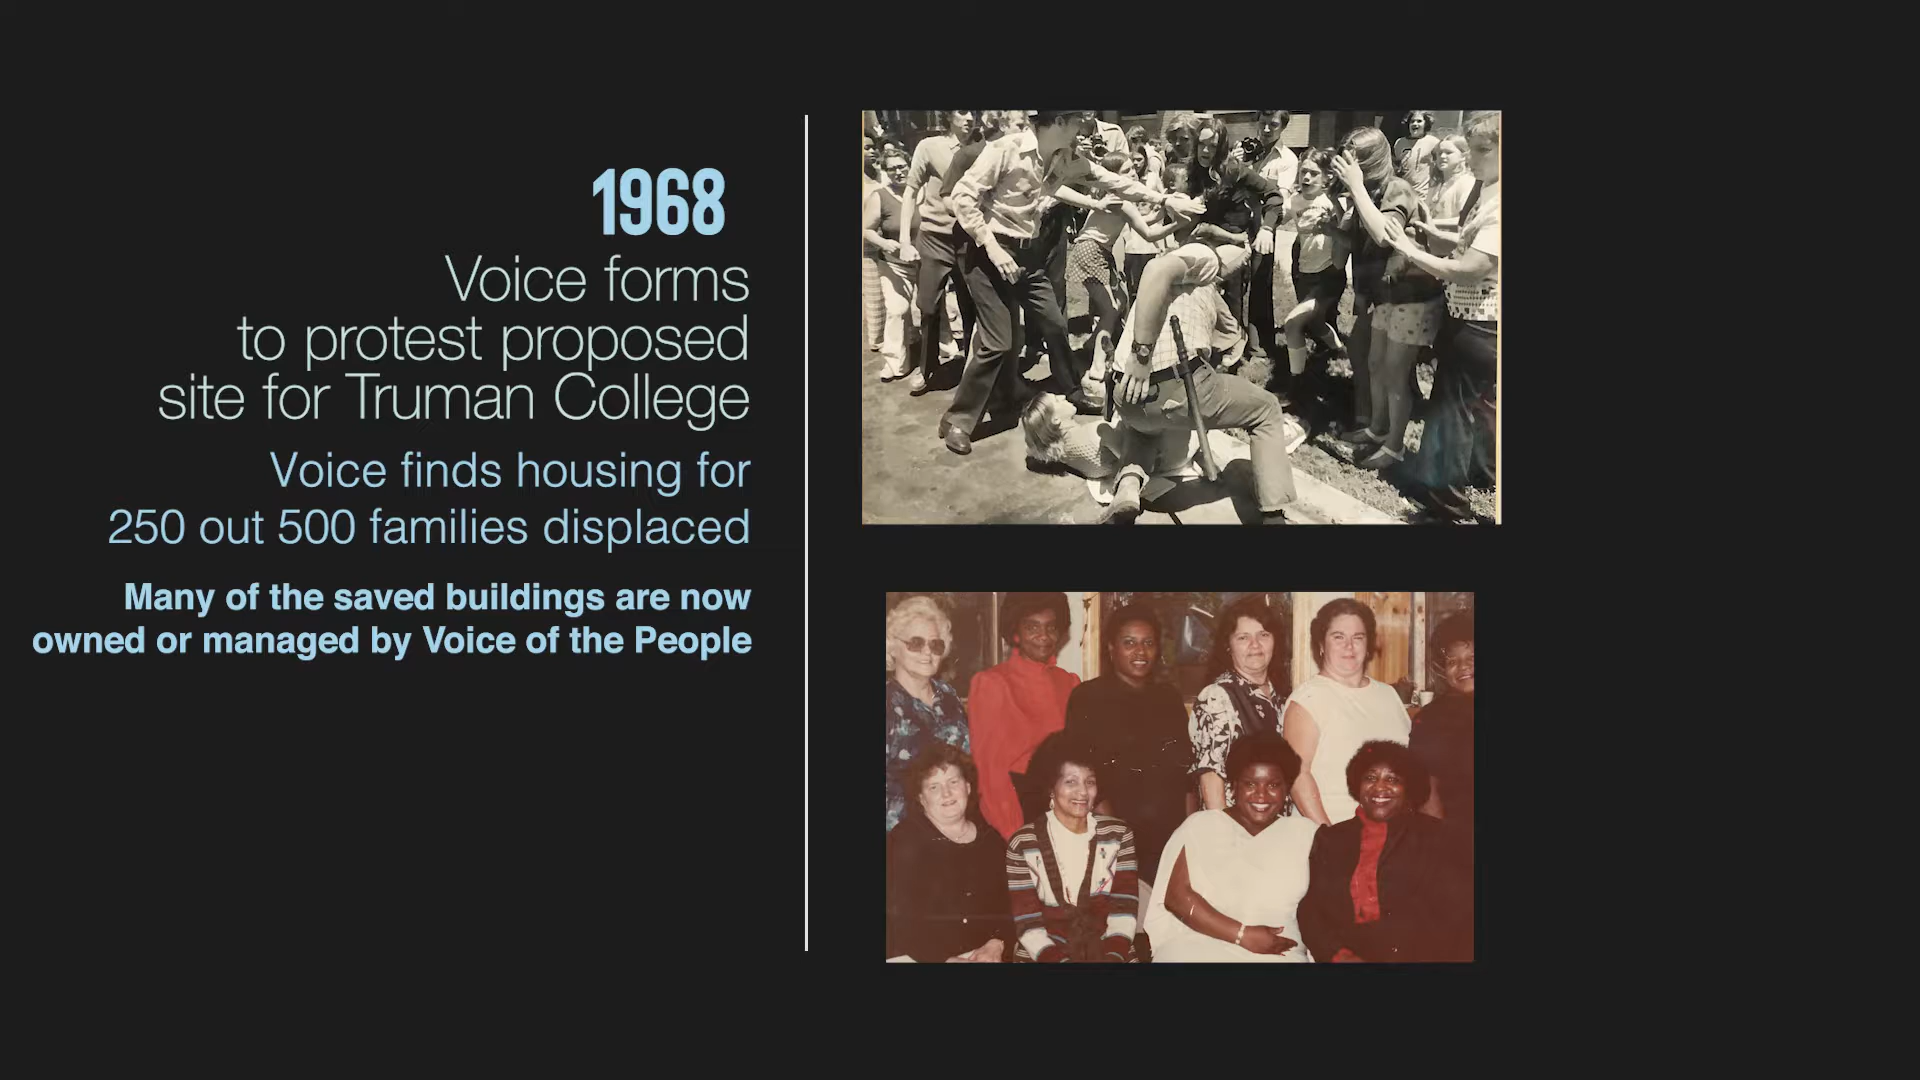 1968
Voice forms
to protest proposed
site for Truman College
Voice finds housing for
250 out 500 families displaced
Many of the saved buildings are now
owned or managed by Voice of the People